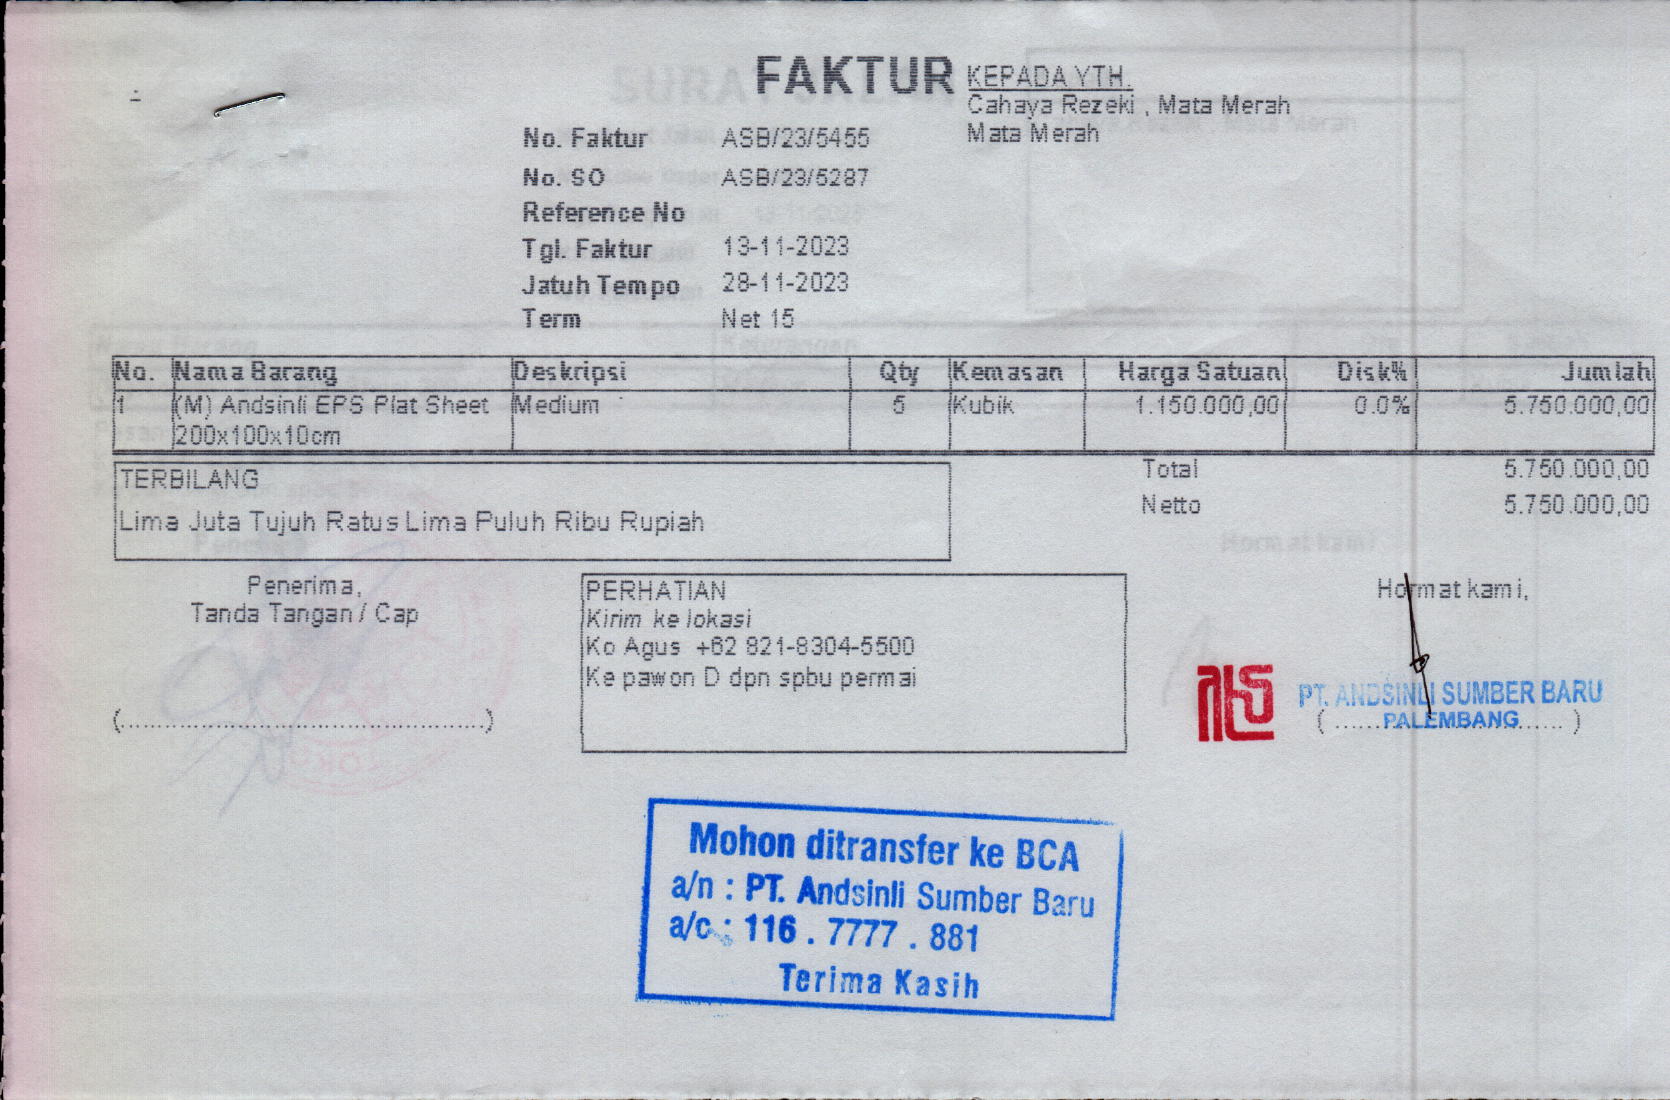 FAKTUR
KEPADA YTH.
Cahaya Rezeki , Mata Merah
Mata Merah
No. Faktur ASB/23/5455
No. SO ASB/23/5287
Reference No
Tgl. Faktur 13-11-2023
Jatuh Tempo 28-11-2023
Term Net 15
No. Nama Barang Deskripsi Qty Kemasan Harga Satuan Disk% Jumlah
1 (M) Andsinli EPS Plat Sheet Medium 5 Kubik 1.150.000,00 0.0% 5.750.000,00
200x100x10cm
TERBILANG
Lima Juta Tujuh Ratus Lima Puluh Ribu Rupiah
Total 5.750.000,00
Netto 5.750.000,00
Penerima,
Tanda Tangan / Cap
(..................................................)
PERHATIAN
Kirim ke lokasi
Ko Agus +62 821-8304-5500
Ke pawon D dpn spbu permai
Hormat kami,
PT. ANDSINLI SUMBER BARU
( .......PALEMBANG...... )
Mohon ditransfer ke BCA
a/n : PT. Andsinli Sumber Baru
a/c : 116 . 7777 . 881
Terima Kasih